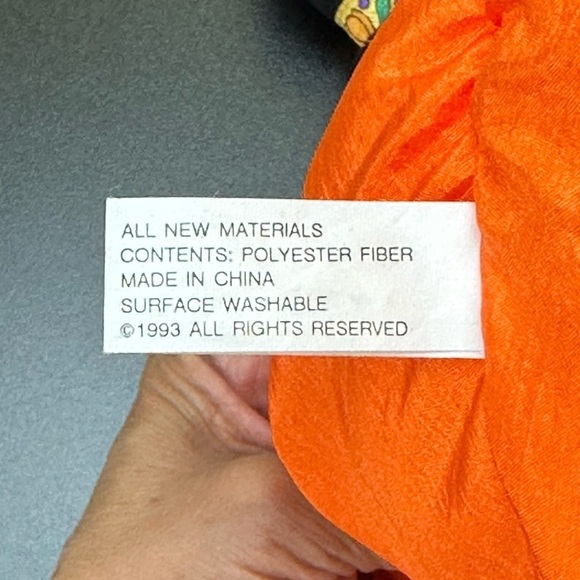 ALL NEW MATERIALS
CONTENTS: POLYESTER FIBER
MADE IN CHINA
SURFACE WASHABLE
©1993 ALL RIGHTS RESERVED